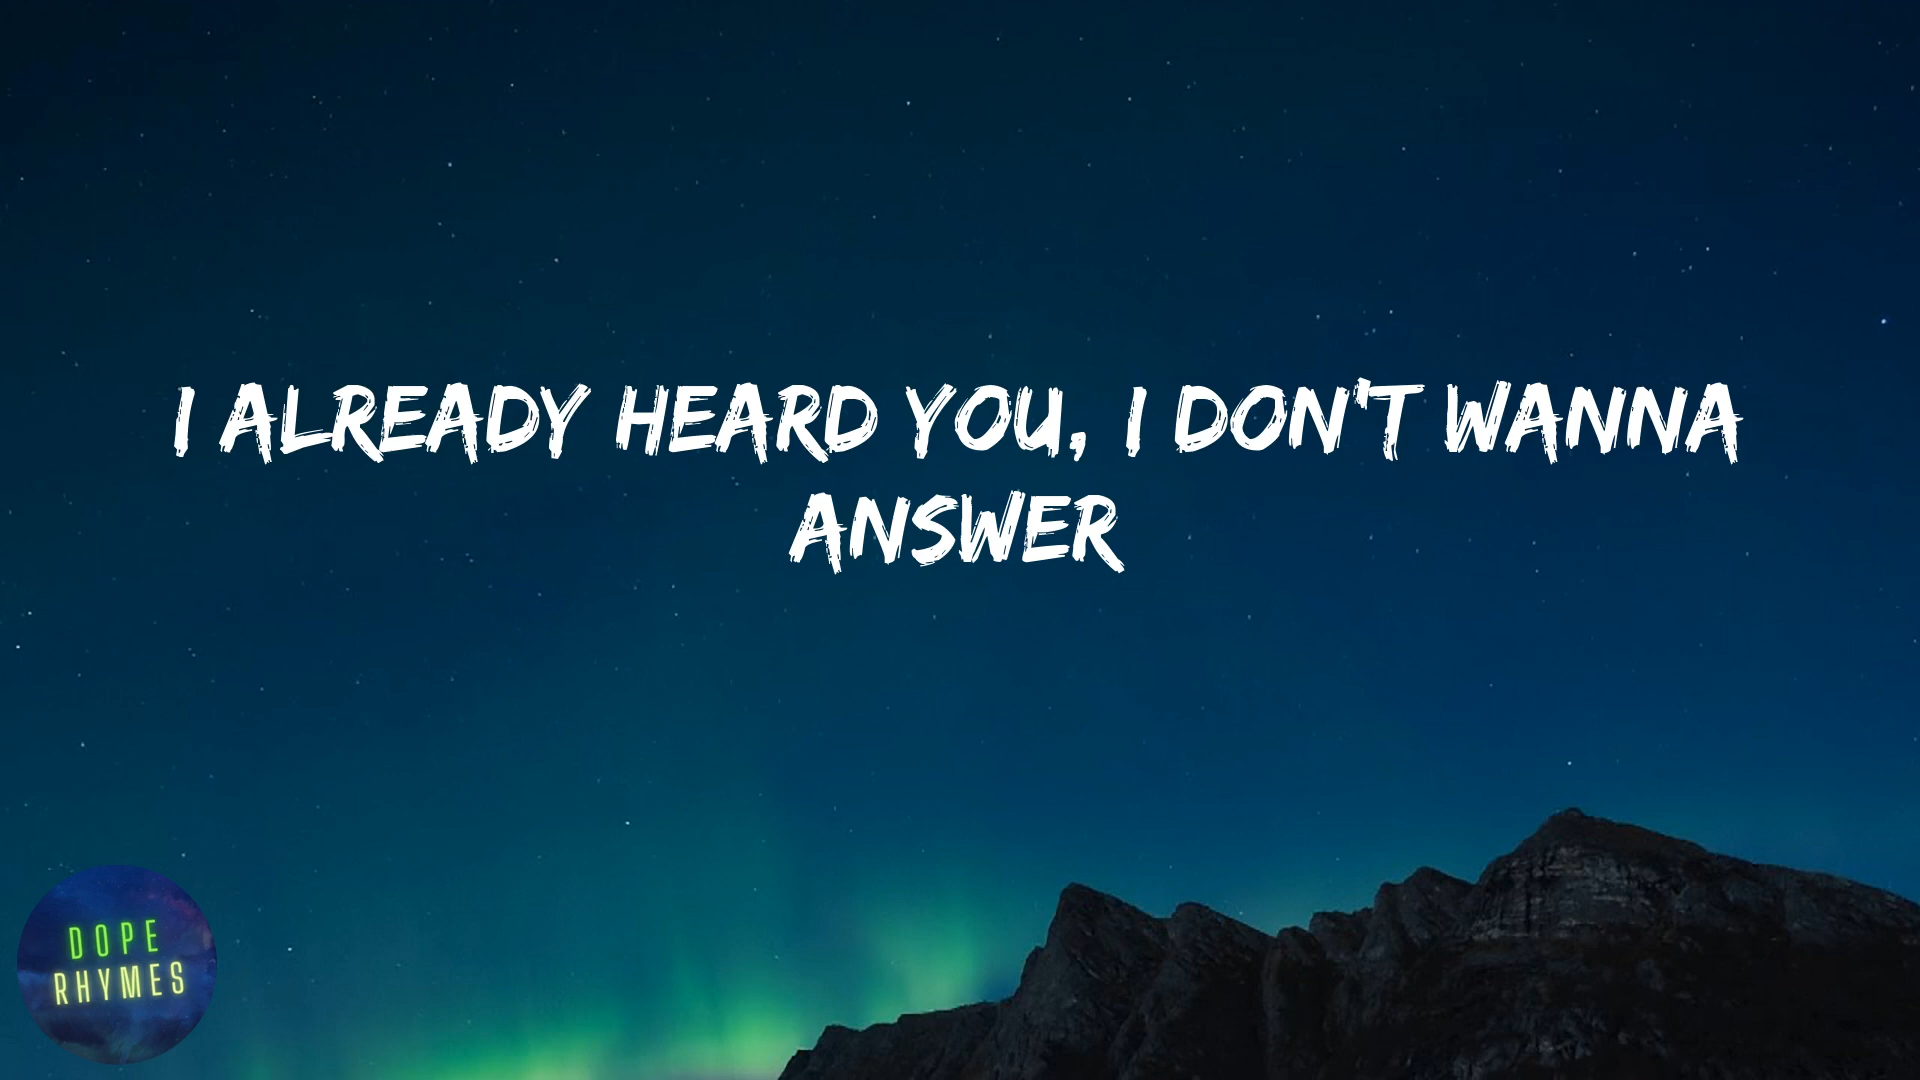 I ALREADY HEARD YOU, I DON'T WANNA
ANSWER
DOPE
RHYMES